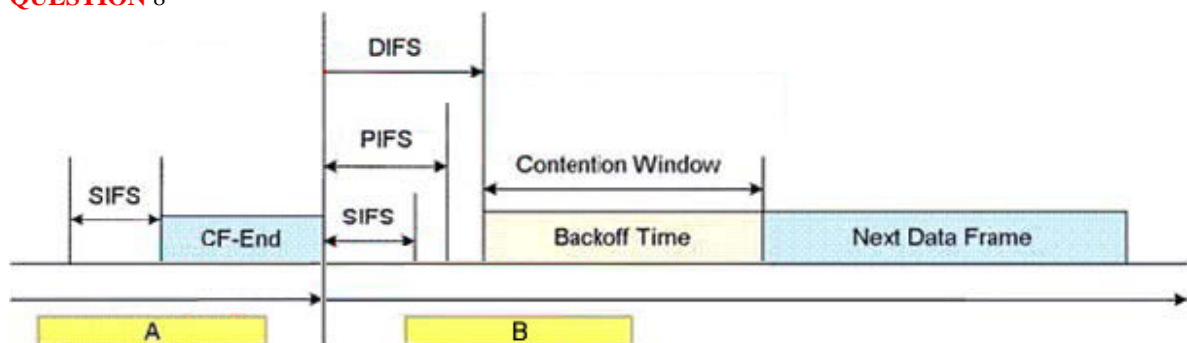 QUESTION 8
DIFS
PIFS
Contention Window
SIFS
SIFS
CF-End
Backoff Time
Next Data Frame
A
B